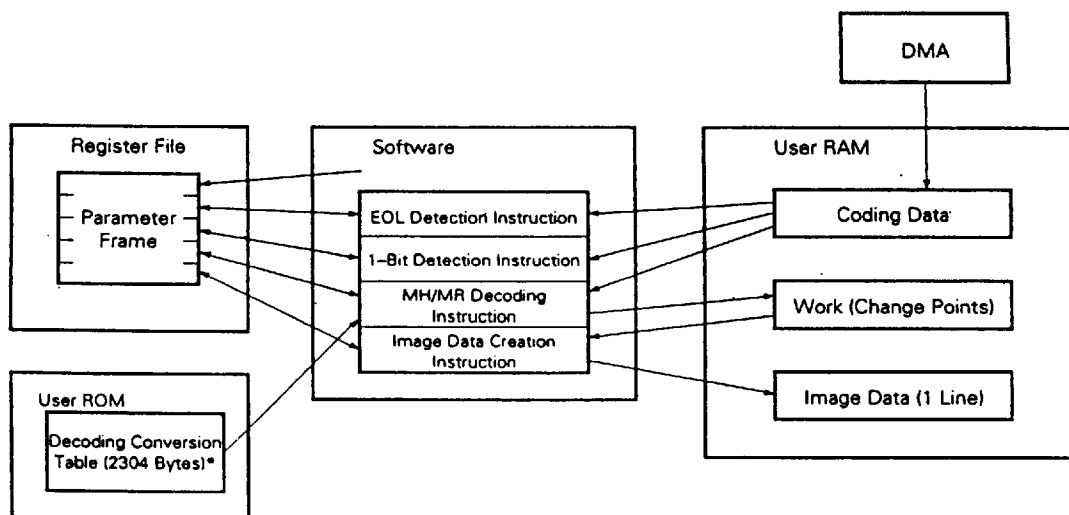 DMA
Register File
Parameter
Frame
Software
EOL Detection Instruction
1-Bit Detection Instruction
MH/MR Decoding
Instruction
Image Data Creation
Instruction
User RAM
Coding Data
Work (Change Points)
Image Data (1 Line)
User ROM
Decoding Conversion
Table (2304 Bytes)*